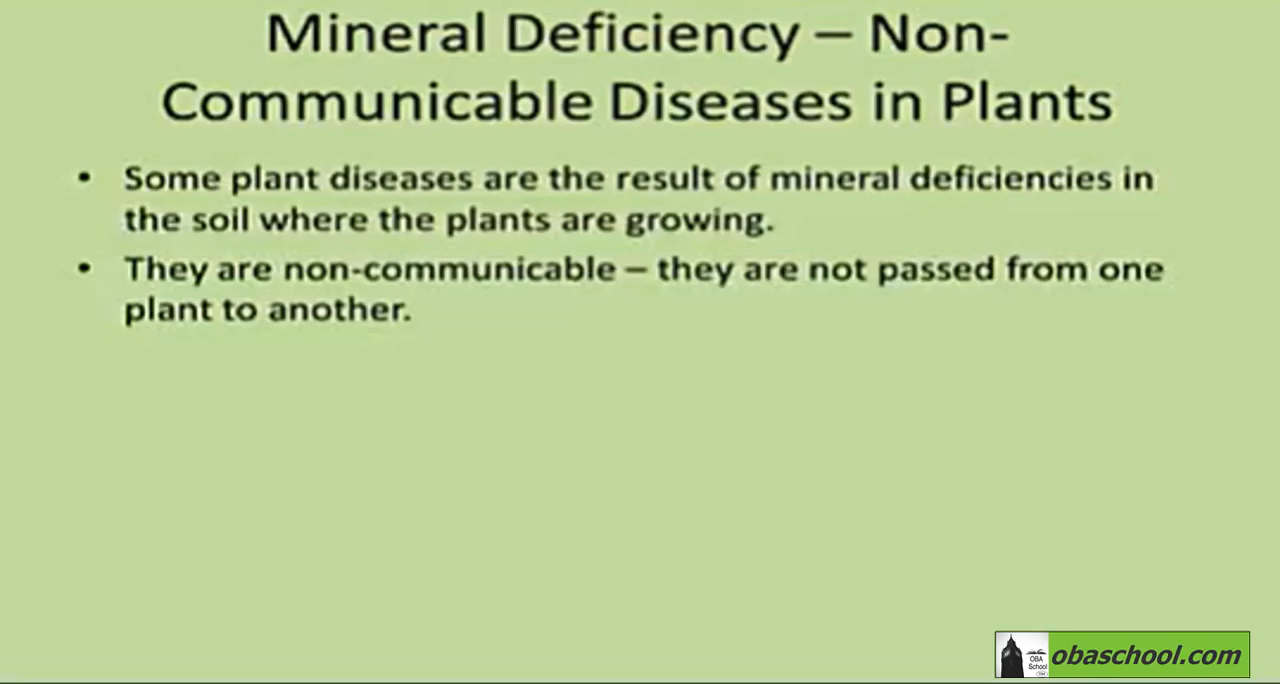 Mineral Deficiency – Non-
Communicable Diseases in Plants
• Some plant diseases are the result of mineral deficiencies in
the soil where the plants are growing.
• They are non-communicable – they are not passed from one
plant to another.
OBA
School
obaschool.com